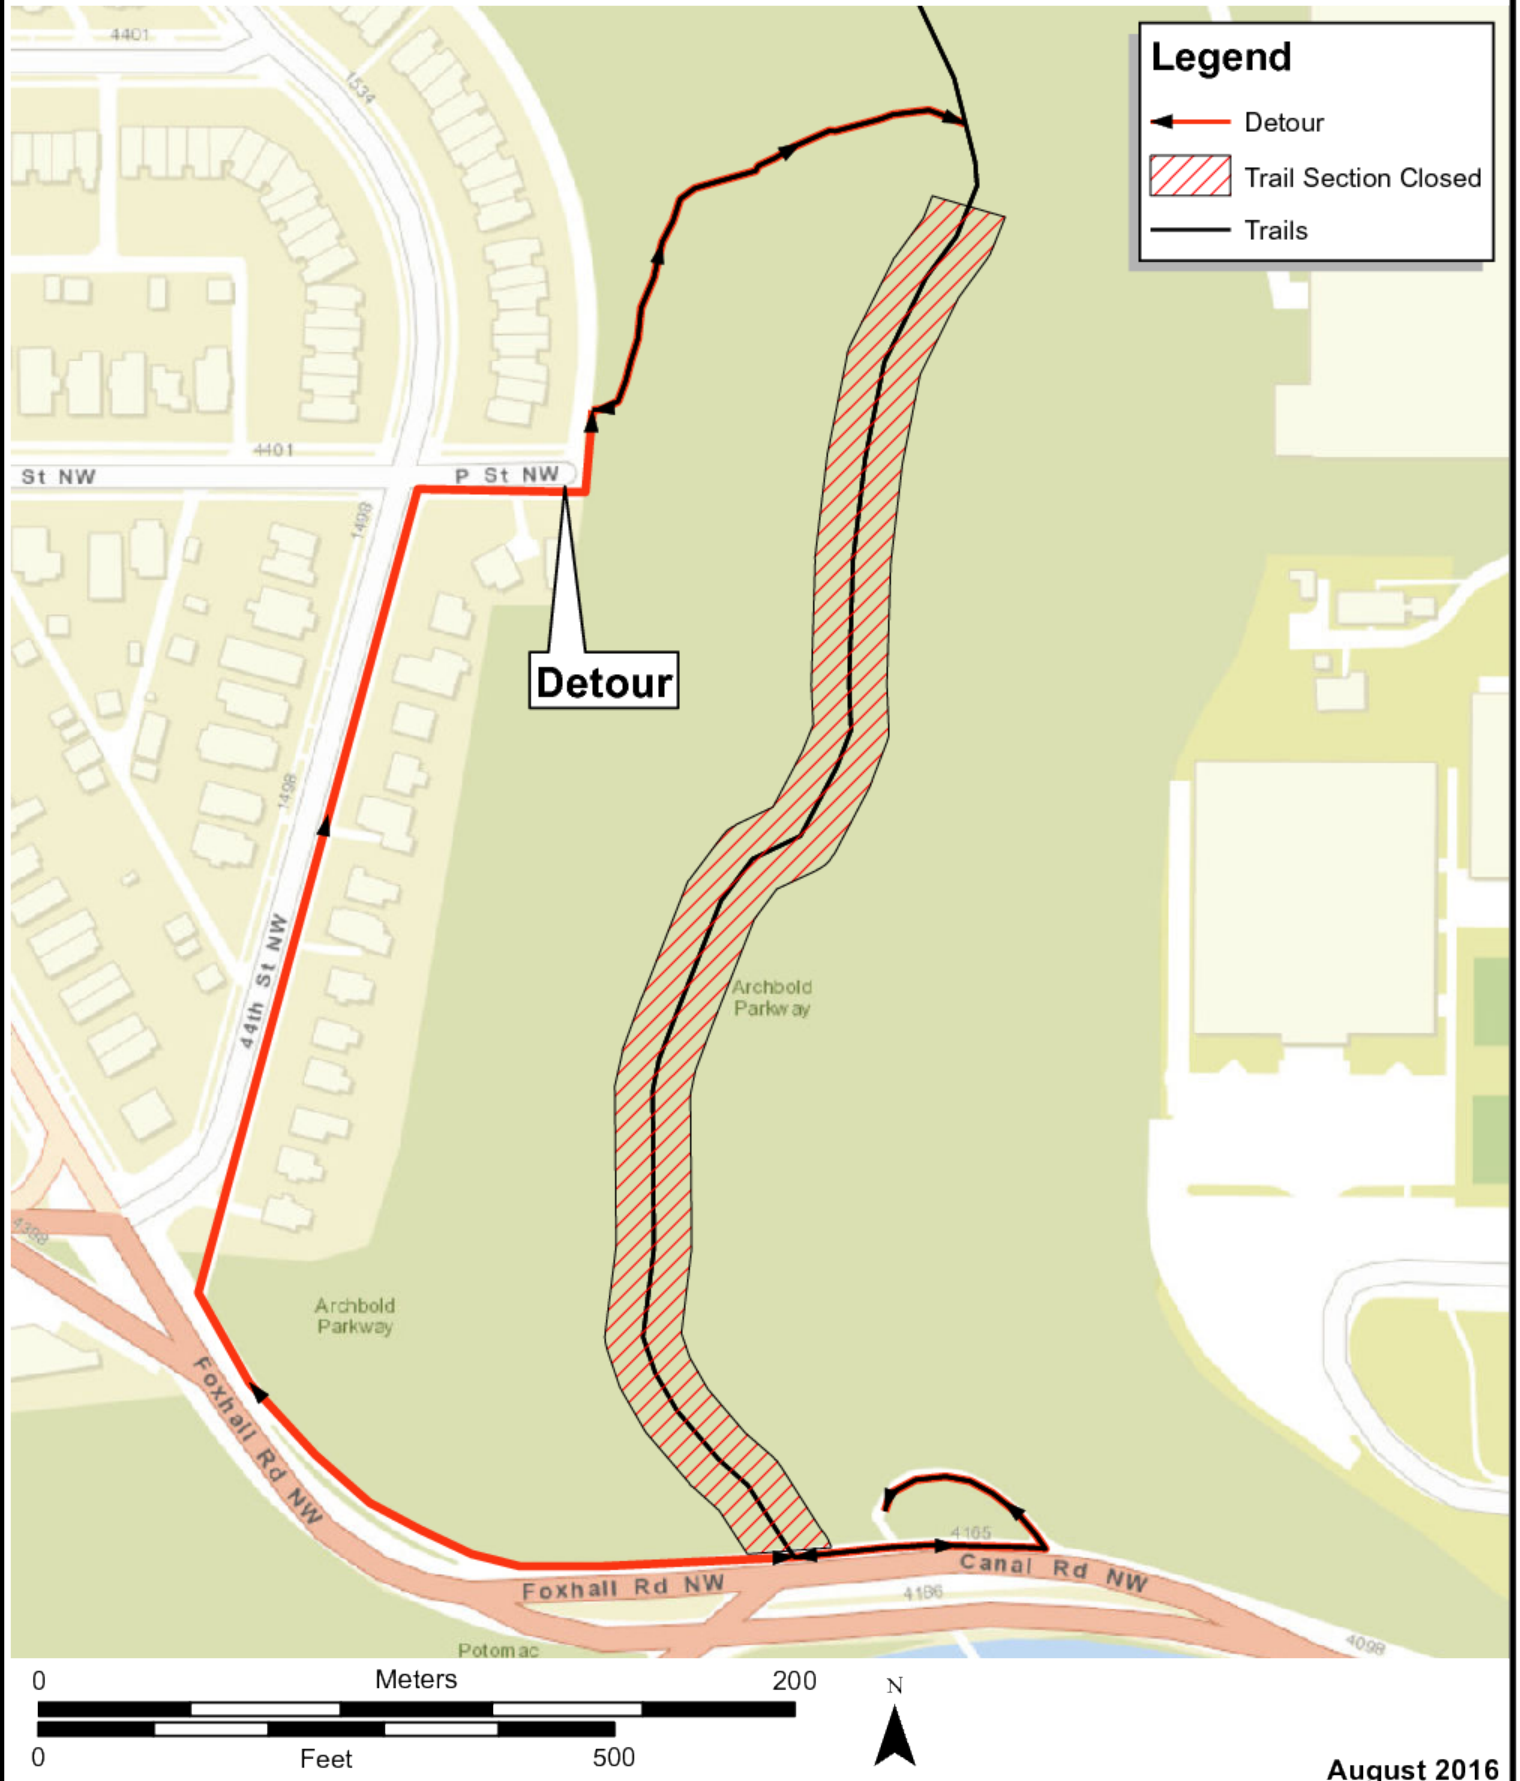 4401
1534
Legend
Detour
Trail Section Closed
Trails
4401
St NW
P St NW
1498
Detour
1498
44th St NW
Archbold
Parkway
4398
Archbold
Parkway
Foxhall Rd NW
4165
Canal Rd NW
Foxhall Rd NW
4186
Potomac
4098
0 Meters 200
N
0 Feet 500
August 2016